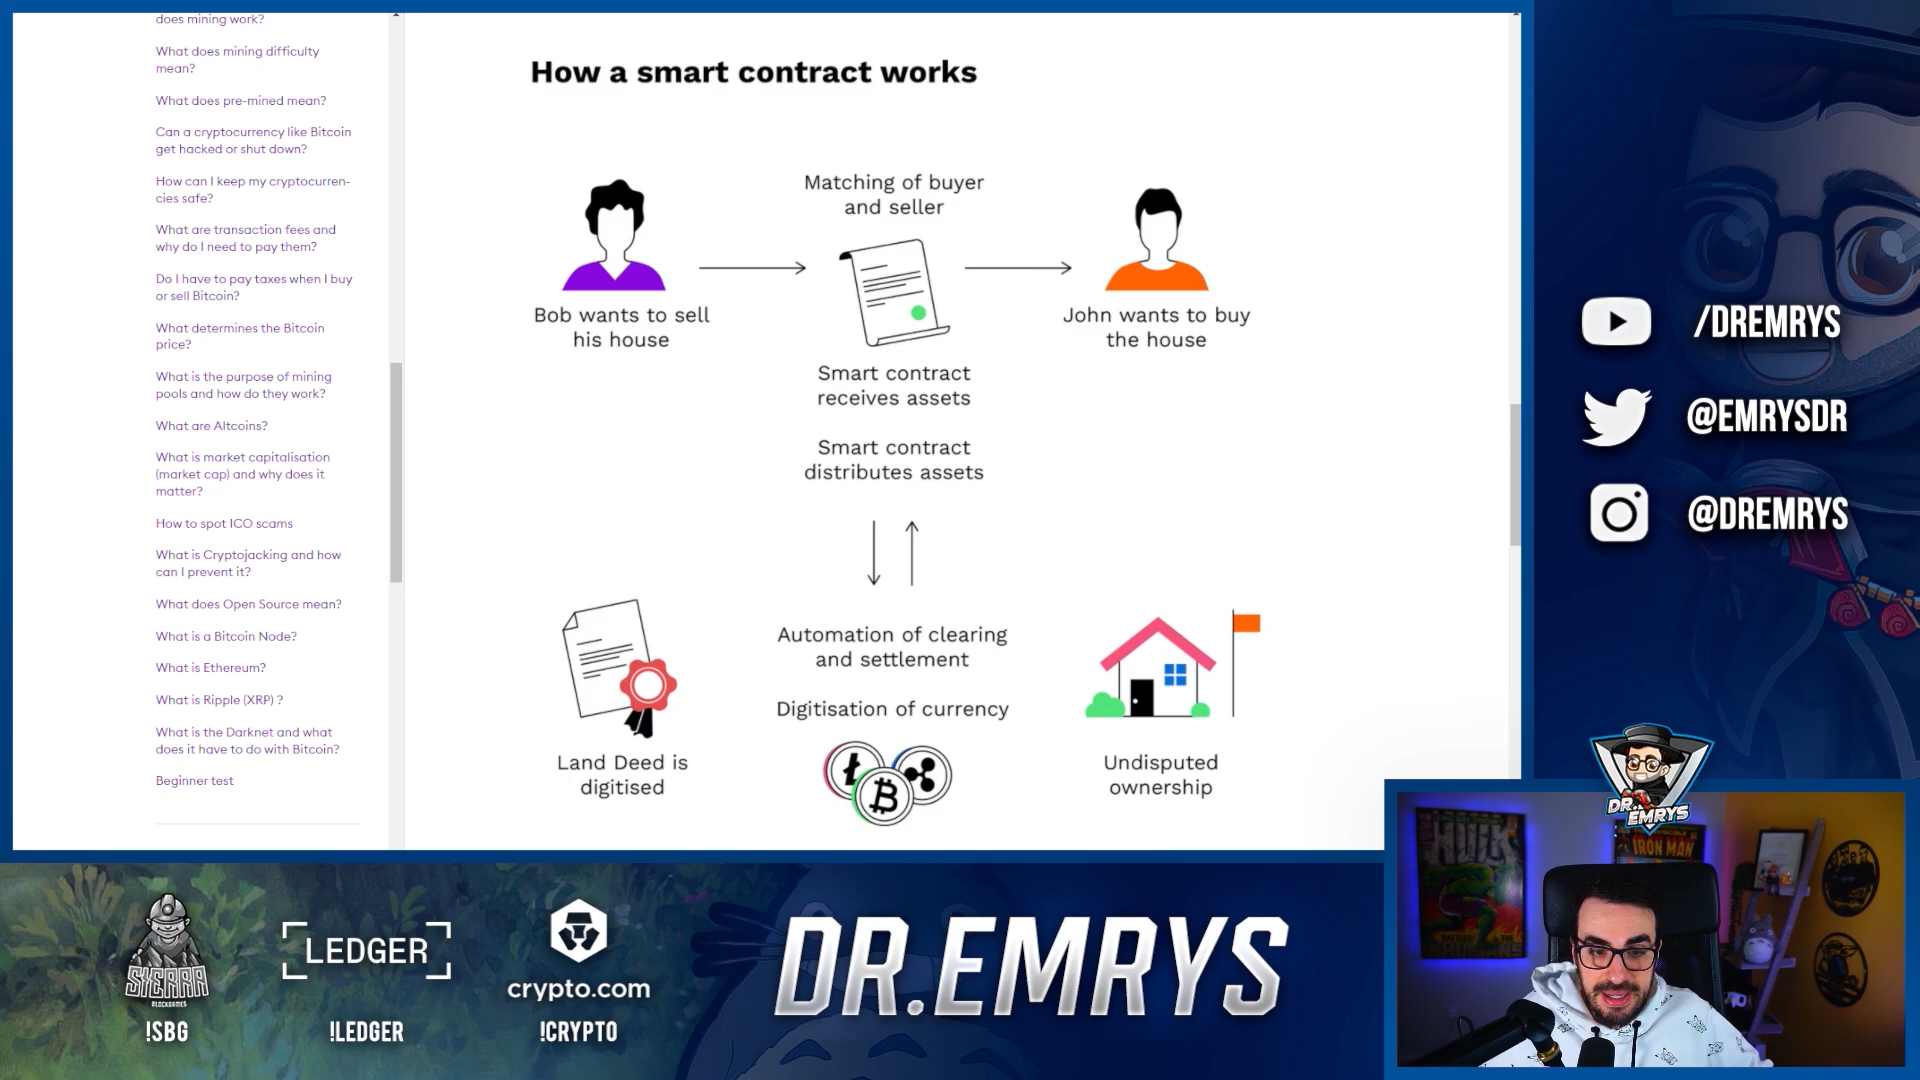 does mining work?
What does mining difficulty
mean?
What does pre-mined mean?
Can a cryptocurrency like Bitcoin
get hacked or shut down?
How can I keep my cryptocurren-
cies safe?
What are transaction fees and
why do I need to pay them?
Do I have to pay taxes when I buy
or sell Bitcoin?
What determines the Bitcoin
price?
What is the purpose of mining
pools and how do they work?
What are Altcoins?
What is market capitalisation
(market cap) and why does it
matter?
How to spot ICO scams
What is Cryptojacking and how
can I prevent it?
What does Open Source mean?
What is a Bitcoin Node?
What is Ethereum?
What is Ripple (XRP) ?
What is the Darknet and what
does it have to do with Bitcoin?
Beginner test
How a smart contract works
Matching of buyer
and seller
Bob wants to sell
his house
John wants to buy
the house
Smart contract
receives assets
Smart contract
distributes assets
Automation of clearing
and settlement
Digitisation of currency
Land Deed is
digitised
Undisputed
ownership
/DREMRYS
@EMRYSDR
@DREMRYS
DR.
EMRYS
HULK
IRON MAN
SIERRA
BLOCKGAMES
!SBG
LEDGER
!LEDGER
crypto.com
!CRYPTO
DR.EMRYS